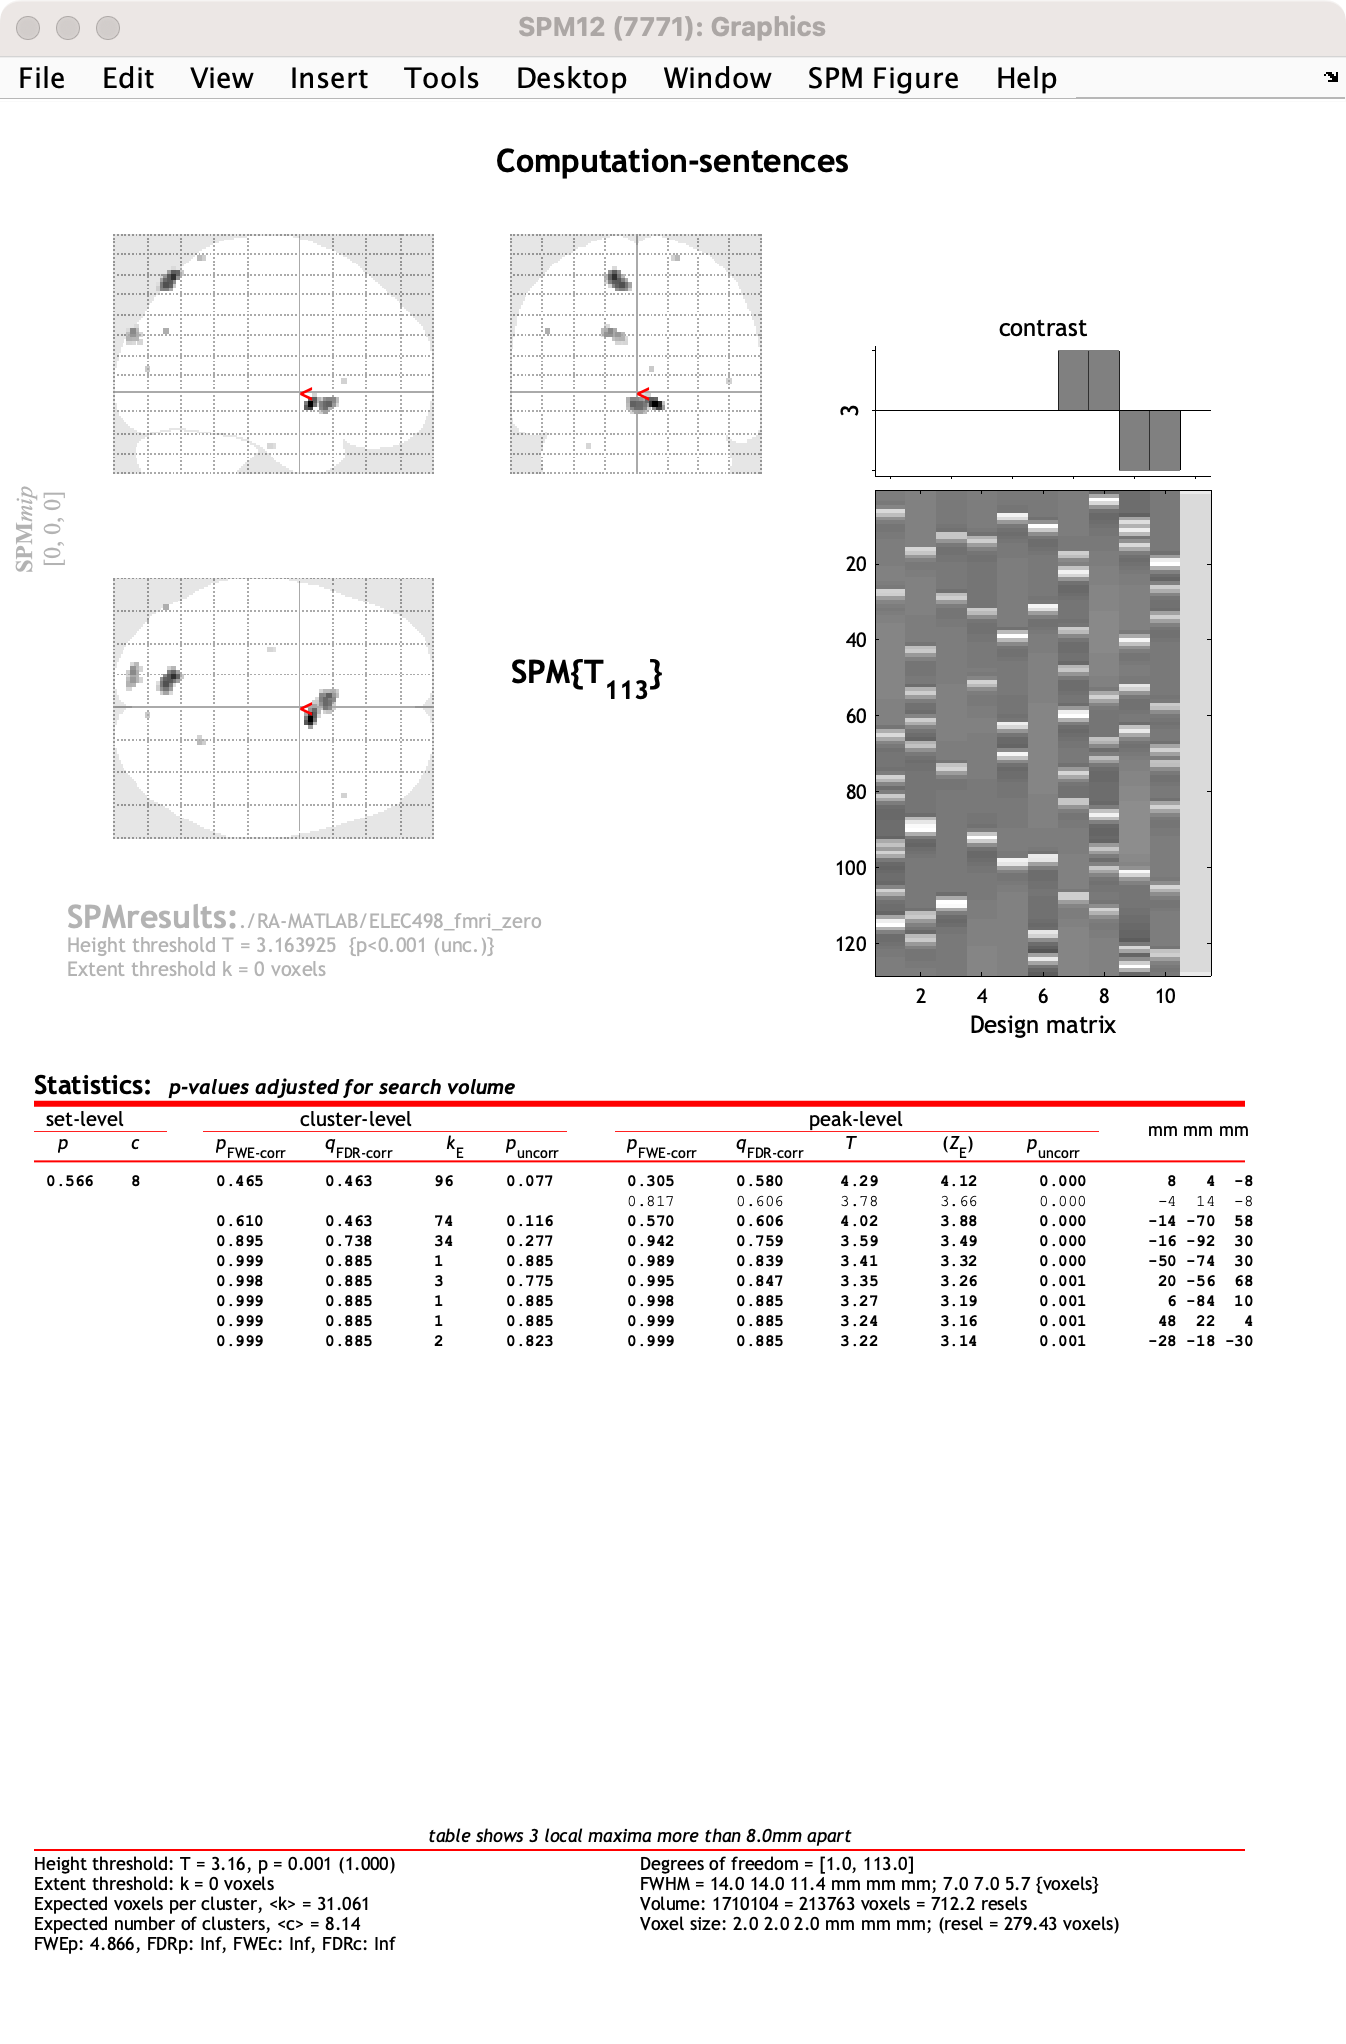 SPM12 (7771): Graphics
File Edit View Insert Tools Desktop Window SPM Figure Help
Computation-sentences
contrast
3
SPMmip
[0, 0, 0]
SPM{T113}
20
40
60
80
100
120
2 4 6 8 10
Design matrix
SPMresults: ./RA-MATLAB/ELEC498_fmri_zero
Height threshold T = 3.163925 {p<0.001 (unc.)}
Extent threshold k = 0 voxels
Statistics: p-values adjusted for search volume
set-level cluster-level peak-level
mm mm mm
p c pFWE-corr qFDR-corr kE puncorr pFWE-corr qFDR-corr T (ZE) puncorr
0.566 8 0.465 0.463 96 0.077 0.305 0.580 4.29 4.12 0.000 8 4 -8
0.817 0.606 3.78 3.66 0.000 -4 14 -8
0.610 0.463 74 0.116 0.570 0.606 4.02 3.88 0.000 -14 -70 58
0.895 0.738 34 0.277 0.942 0.759 3.59 3.49 0.000 -16 -92 30
0.999 0.885 1 0.885 0.989 0.839 3.41 3.32 0.000 -50 -74 30
0.998 0.885 3 0.775 0.995 0.847 3.35 3.26 0.001 20 -56 68
0.999 0.885 1 0.885 0.998 0.885 3.27 3.19 0.001 6 -84 10
0.999 0.885 1 0.885 0.999 0.885 3.24 3.16 0.001 48 22 4
0.999 0.885 2 0.823 0.999 0.885 3.22 3.14 0.001 -28 -18 -30
table shows 3 local maxima more than 8.0mm apart
Height threshold: T = 3.16, p = 0.001 (1.000)
Extent threshold: k = 0 voxels
Expected voxels per cluster, <k> = 31.061
Expected number of clusters, <c> = 8.14
FWEp: 4.866, FDRp: Inf, FWEc: Inf, FDRc: Inf
Degrees of freedom = [1.0, 113.0]
FWHM = 14.0 14.0 11.4 mm mm mm; 7.0 7.0 5.7 {voxels}
Volume: 1710104 = 213763 voxels = 712.2 resels
Voxel size: 2.0 2.0 2.0 mm mm mm; (resel = 279.43 voxels)